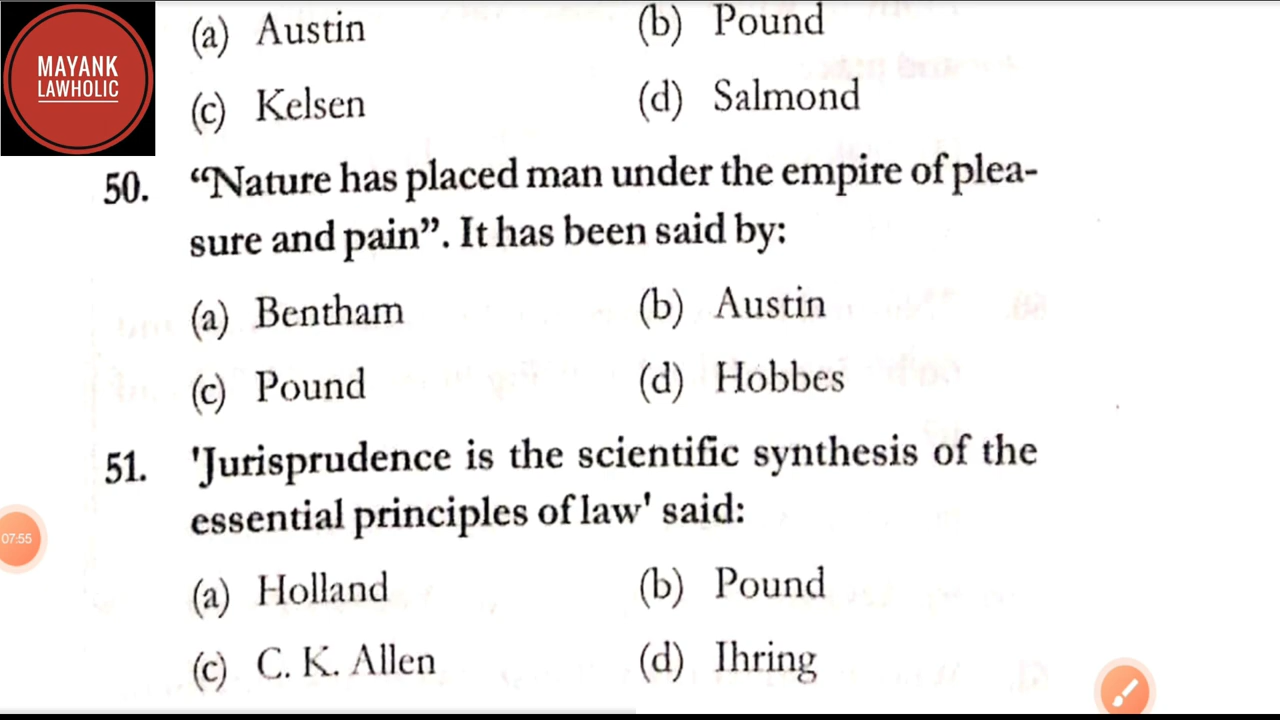 MAYANK
LAWHOLIC
(a) Austin (b) Pound
(c) Kelsen (d) Salmond
50. “Nature has placed man under the empire of plea-
sure and pain”. It has been said by:
(a) Bentham (b) Austin
(c) Pound (d) Hobbes
51. 'Jurisprudence is the scientific synthesis of the
essential principles of law' said:
(a) Holland (b) Pound
(c) C. K. Allen (d) Ihring
07:55